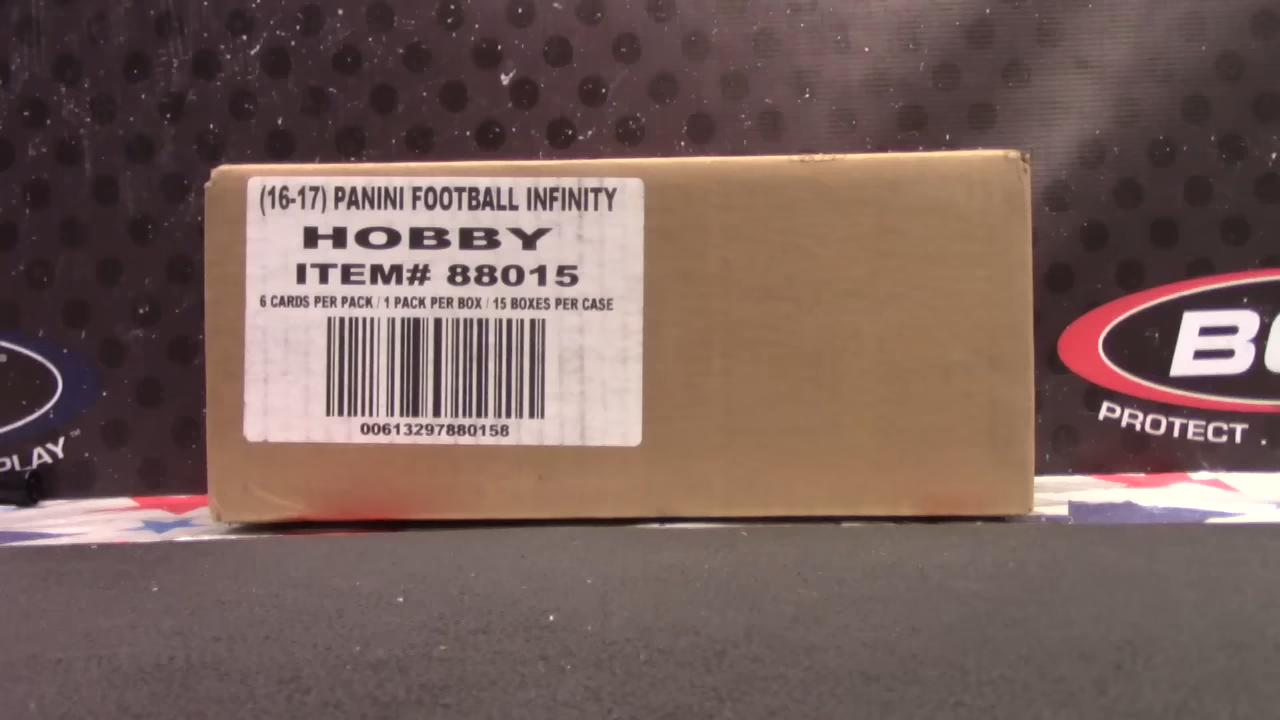 (16-17) PANINI FOOTBALL INFINITY
HOBBY
ITEM# 88015
6 CARDS PER PACK / 1 PACK PER BOX / 15 BOXES PER CASE
00613297880158
PLAY™
PROTECT .